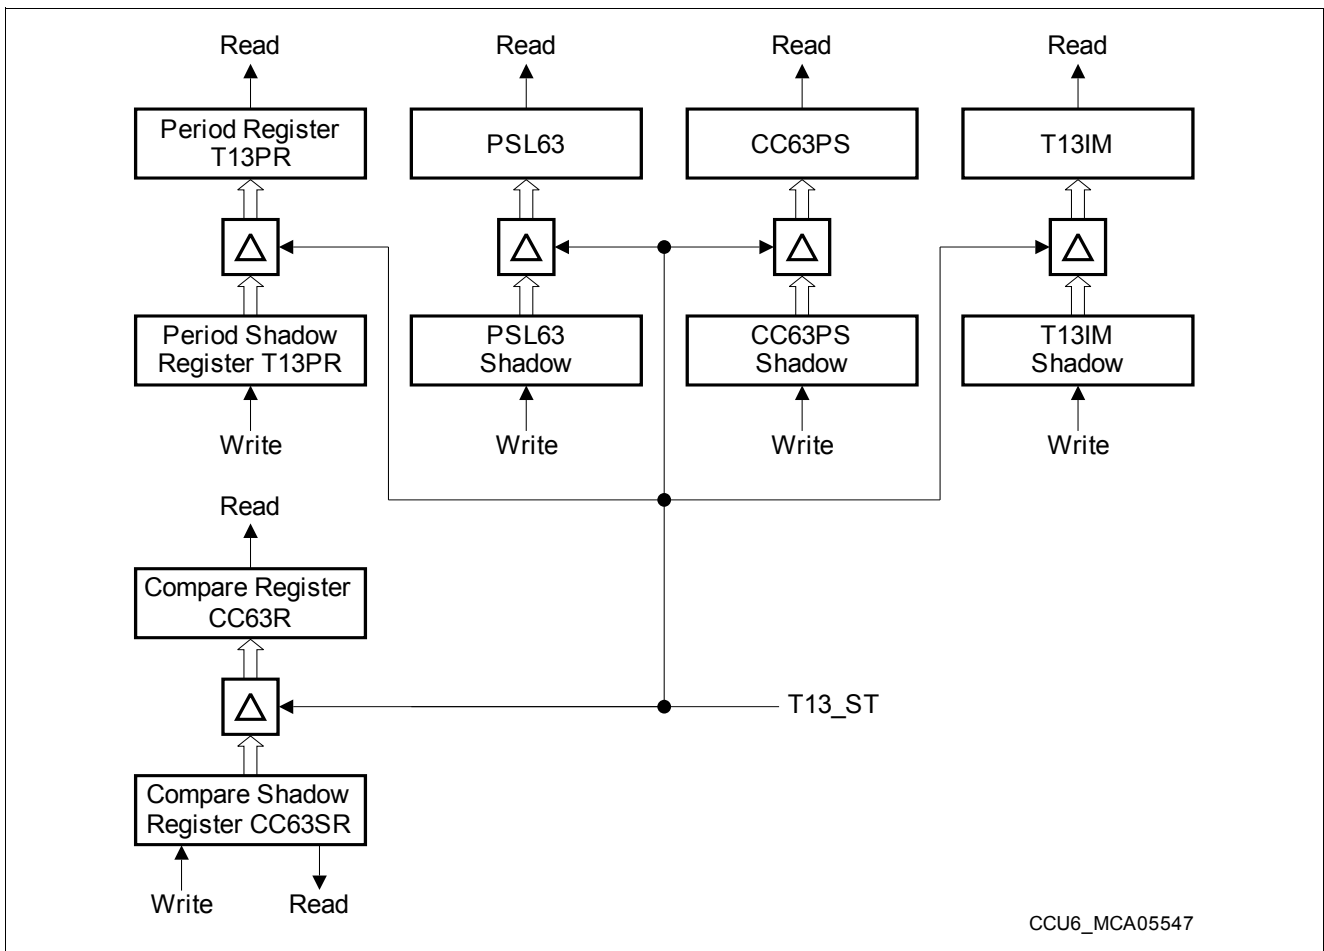 Read
Read
Read
Read
Period Register
T13PR
PSL63
CC63PS
T13IM
Period Shadow
Register T13PR
PSL63
Shadow
CC63PS
Shadow
T13IM
Shadow
Write
Write
Write
Write
Read
Compare Register
CC63R
T13_ST
Compare Shadow
Register CC63SR
Write
Read
CCU6_MCA05547